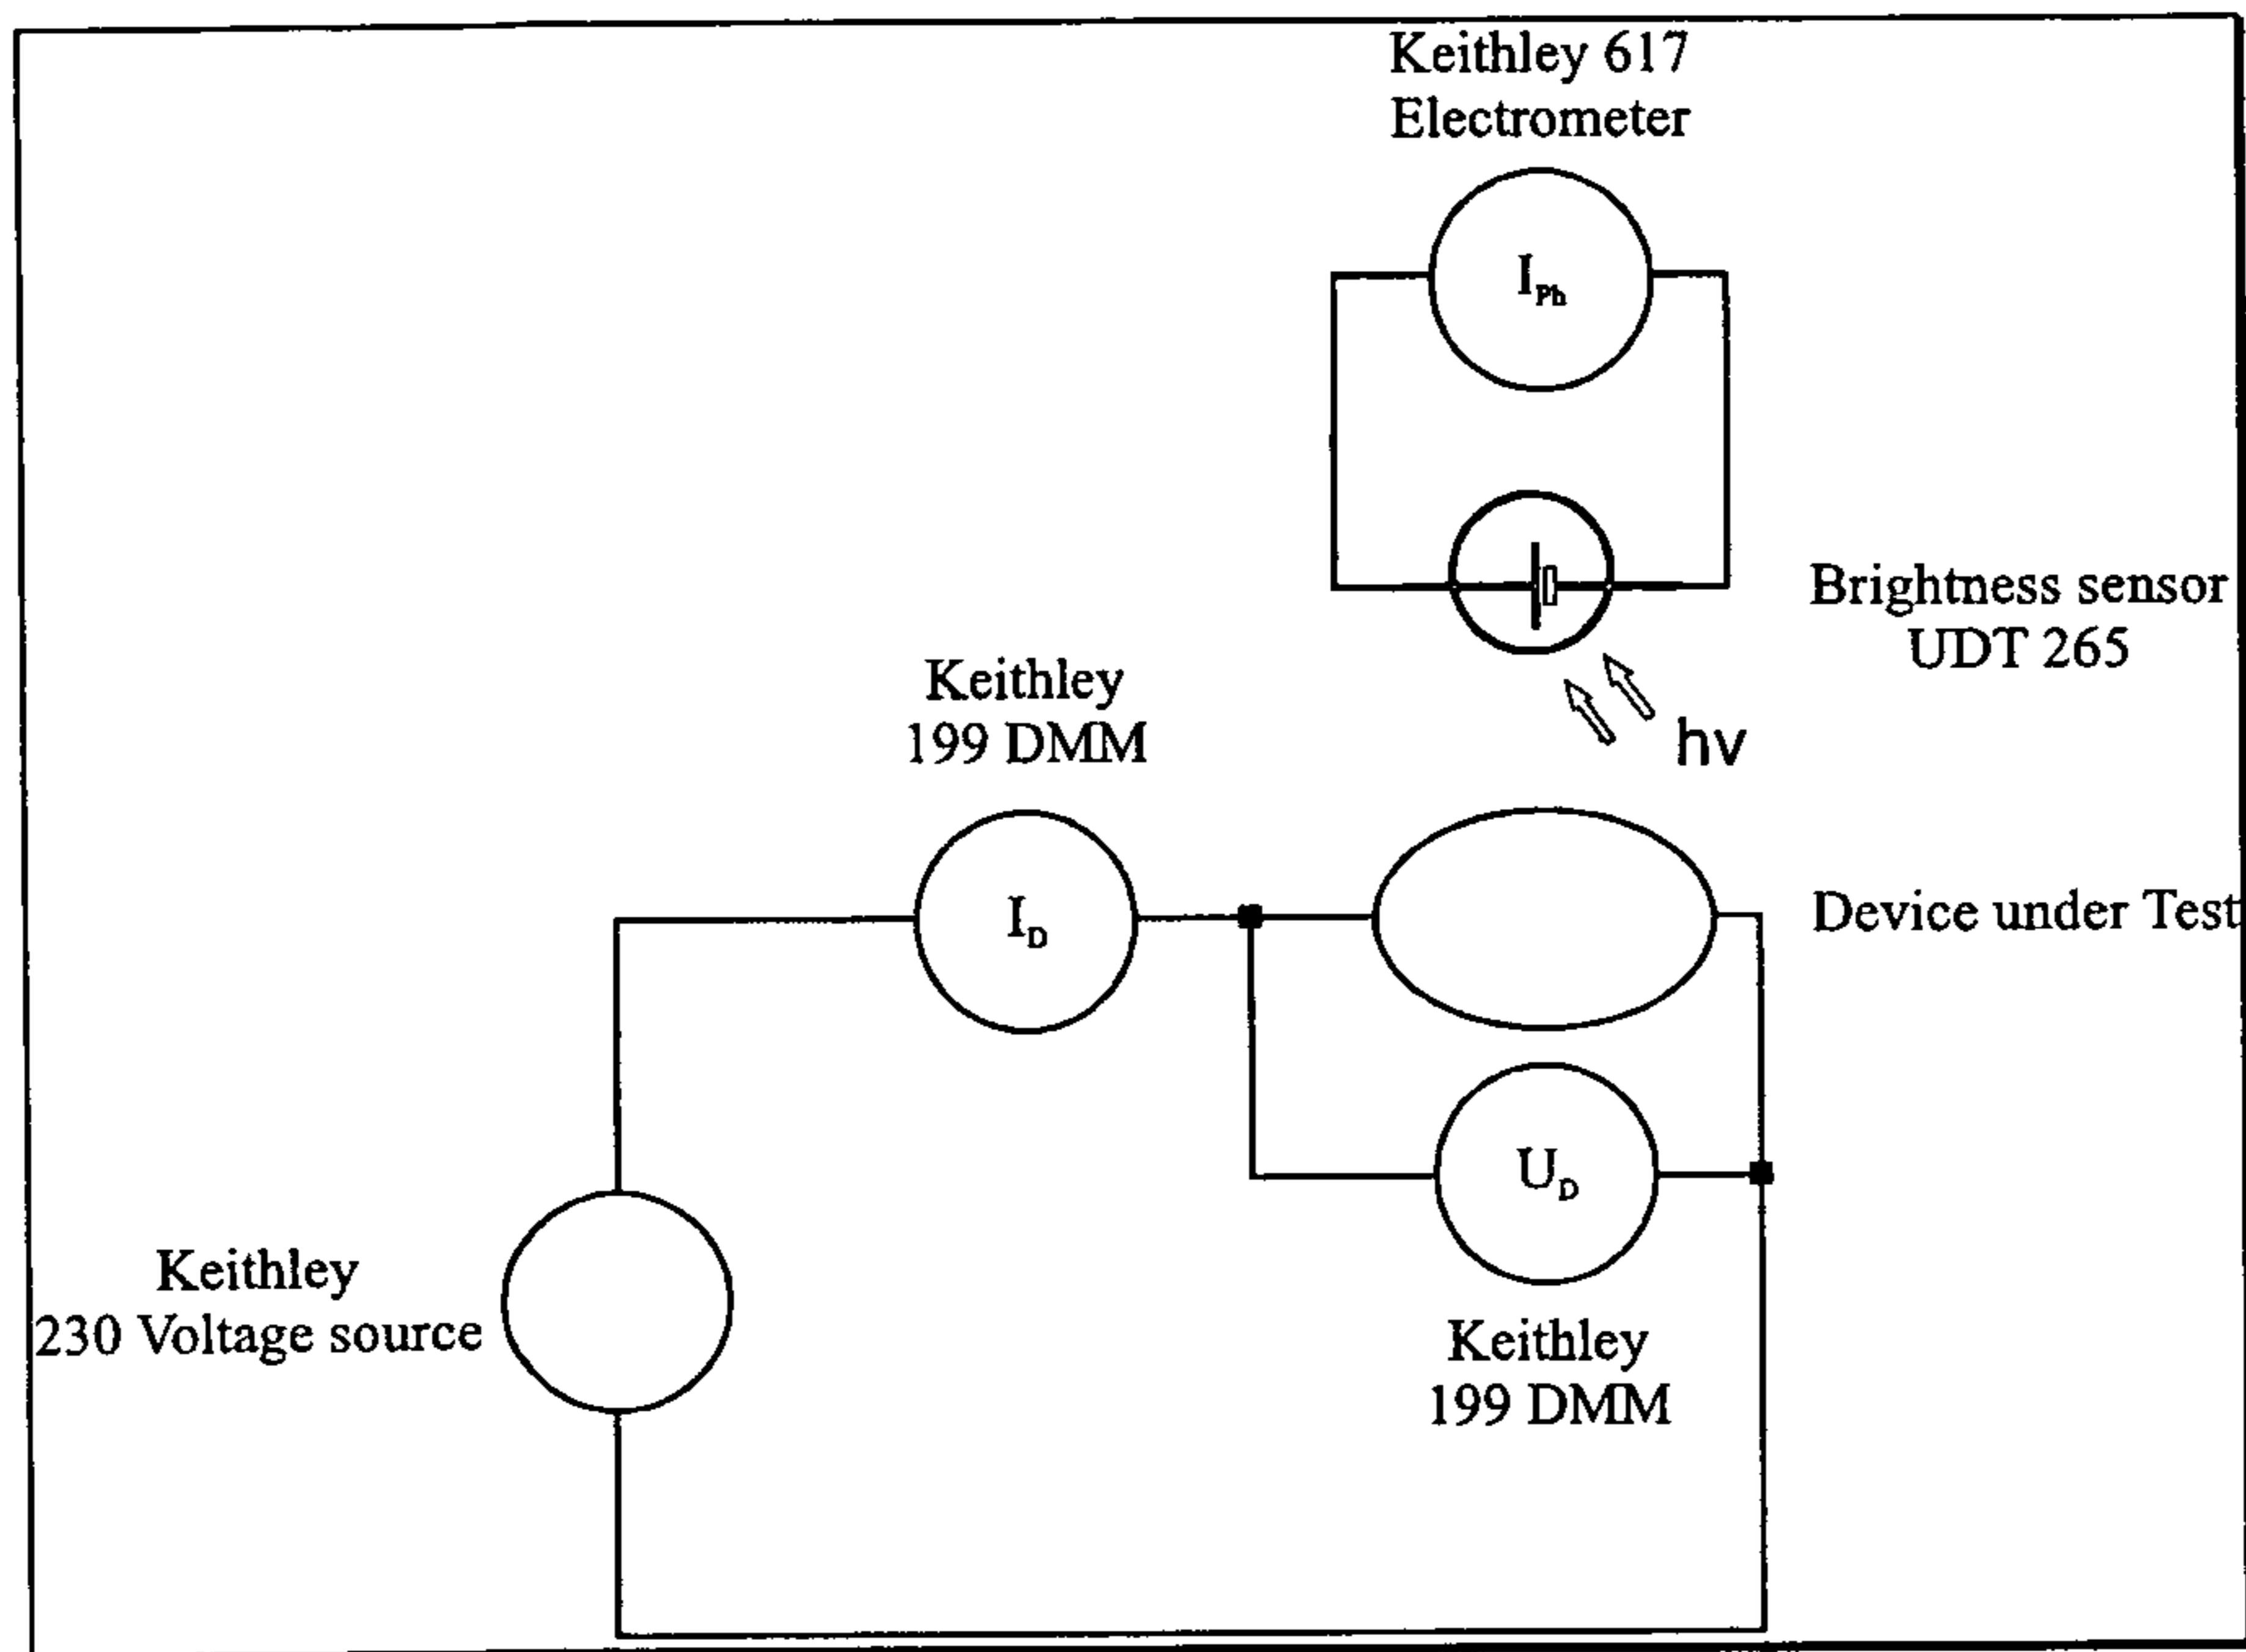 Keithley 617
Electrometer
I_Ph
Brightness sensor
UDT 265
hν
Keithley
199 DMM
I_D
Device under Test
U_D
Keithley
230 Voltage source
Keithley
199 DMM